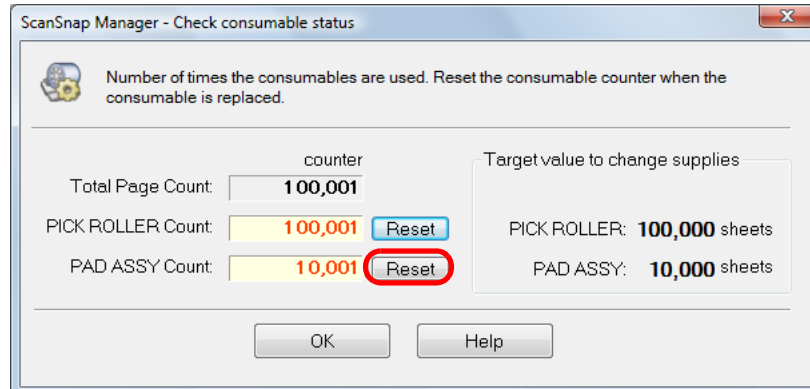 ScanSnap Manager - Check consumable status
Number of times the consumables are used. Reset the consumable counter when the
consumable is replaced.
counter
Target value to change supplies
Total Page Count: 100,001
PICK ROLLER Count: 100,001 Reset
PICK ROLLER: 100,000 sheets
PAD ASSY Count: 10,001 Reset
PAD ASSY: 10,000 sheets
OK
Help